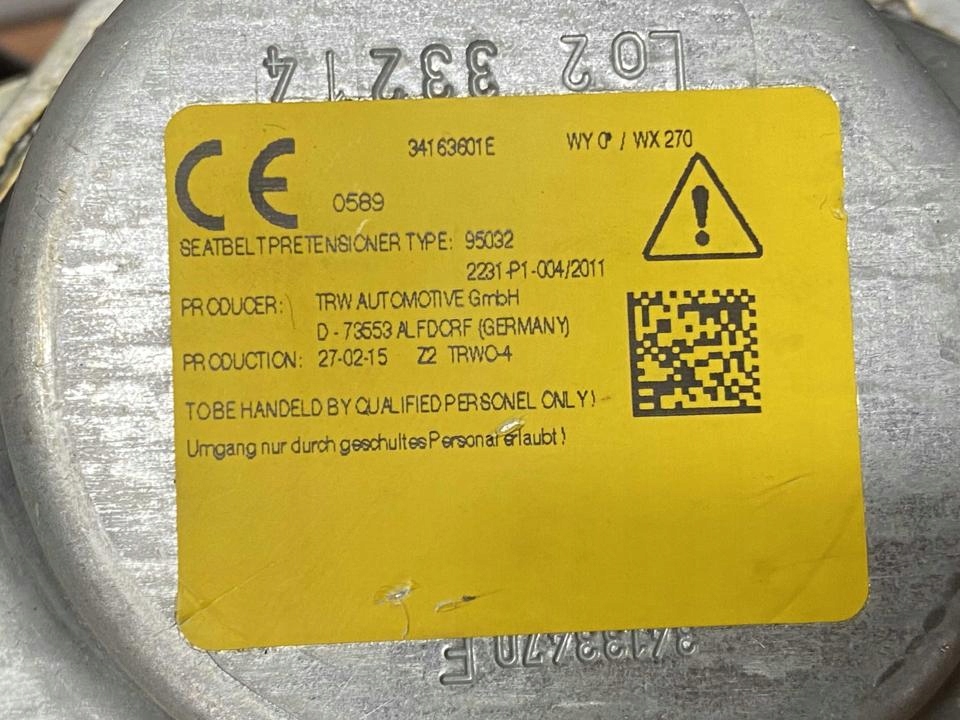 L02 33214
CE 0589
34163601E WY 0° / WX 270
SEATBELT PRETENSIONER TYPE: 95032
2231-P1-004/2011
PRODUCER: TRW AUTOMOTIVE GmbH
D - 73553 ALFDORF (GERMANY)
PRODUCTION: 27-02-15 Z2 TRWO-4
TO BE HANDELD BY QUALIFIED PERSONEL ONLY!
Umgang nur durch geschultes Personal erlaubt!
34133470 E